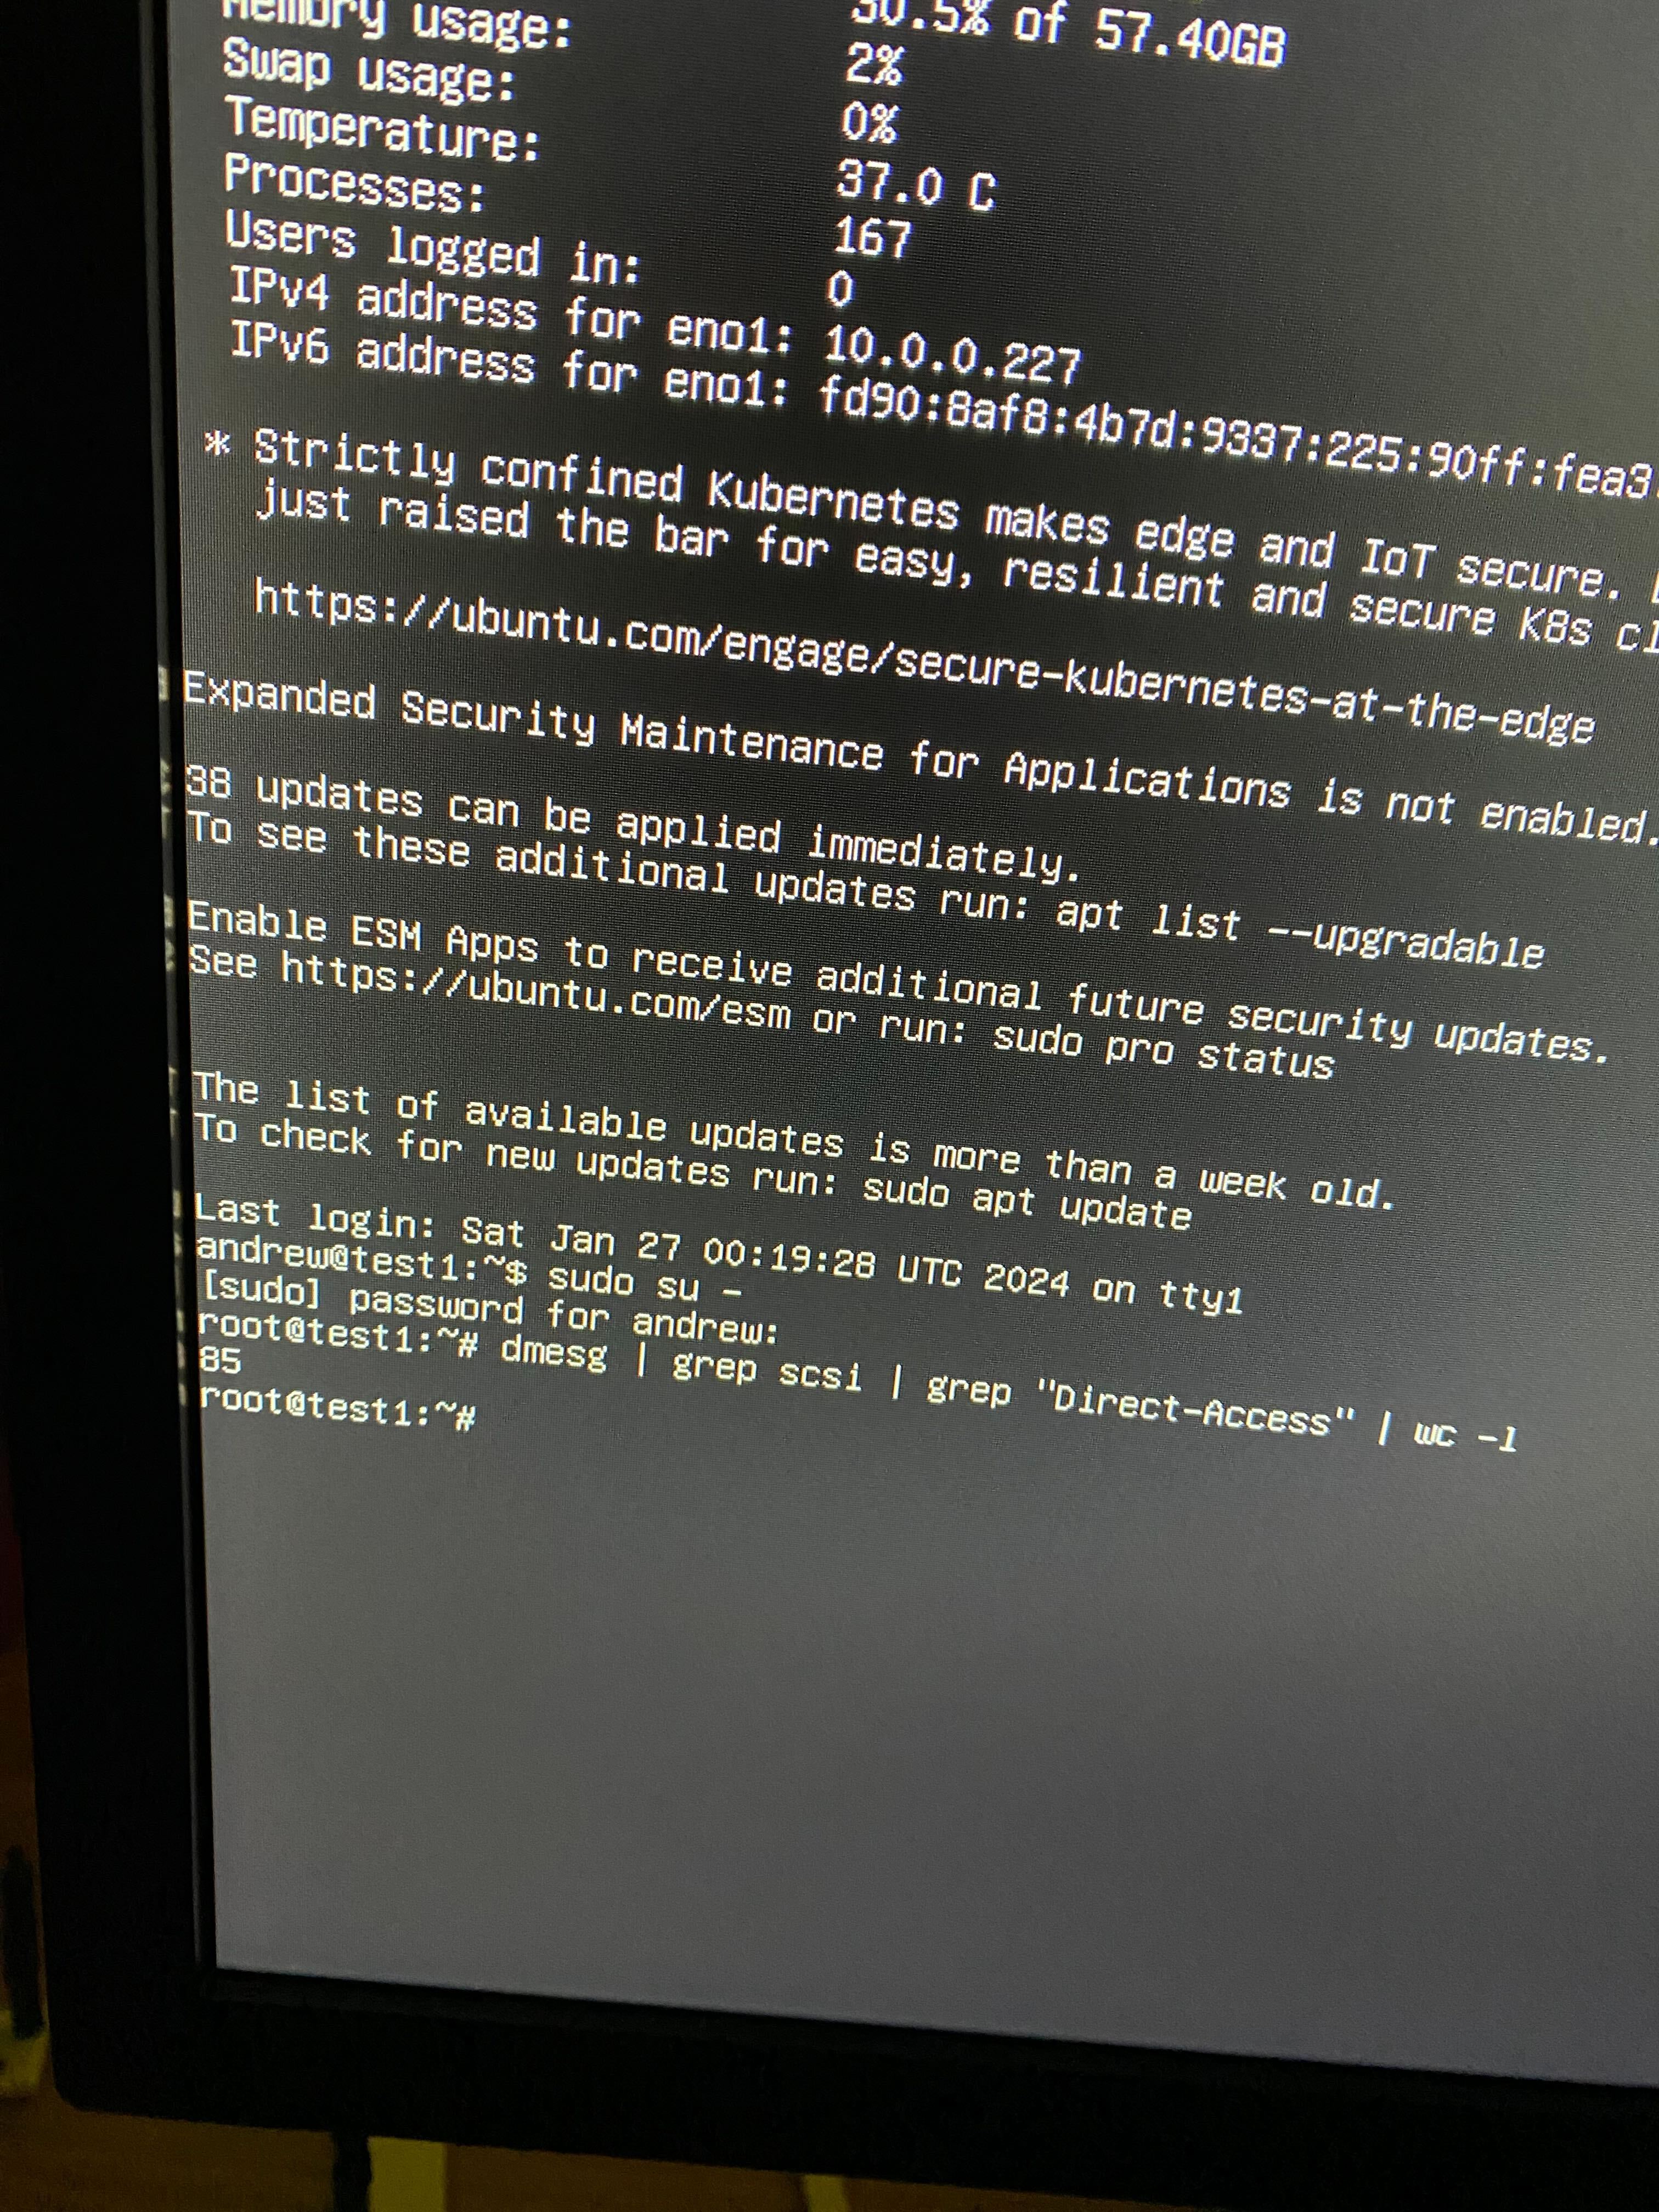 Memory usage: 30.5% of 57.40GB
Swap usage: 2%
Temperature: 0%
Processes: 37.0 C
Users logged in: 167
IPv4 address for eno1: 0
IPv6 address for eno1: 10.0.0.227
fd90:8af8:4b7d:9337:225:90ff:fea3
* Strictly confined Kubernetes makes edge and IoT secure.
just raised the bar for easy, resilient and secure K8s
https://ubuntu.com/engage/secure-kubernetes-at-the-edge
Expanded Security Maintenance for Applications is not enabled.
38 updates can be applied immediately.
To see these additional updates run: apt list --upgradable
Enable ESM Apps to receive additional future security updates.
See https://ubuntu.com/esm or run: sudo pro status
The list of available updates is more than a week old.
To check for new updates run: sudo apt update
Last login: Sat Jan 27 00:19:28 UTC 2024 on tty1
andrew@test1:~$ sudo su -
[sudo] password for andrew:
root@test1:~# dmesg | grep scsi | grep "Direct-Access" | wc -l
85
root@test1:~#